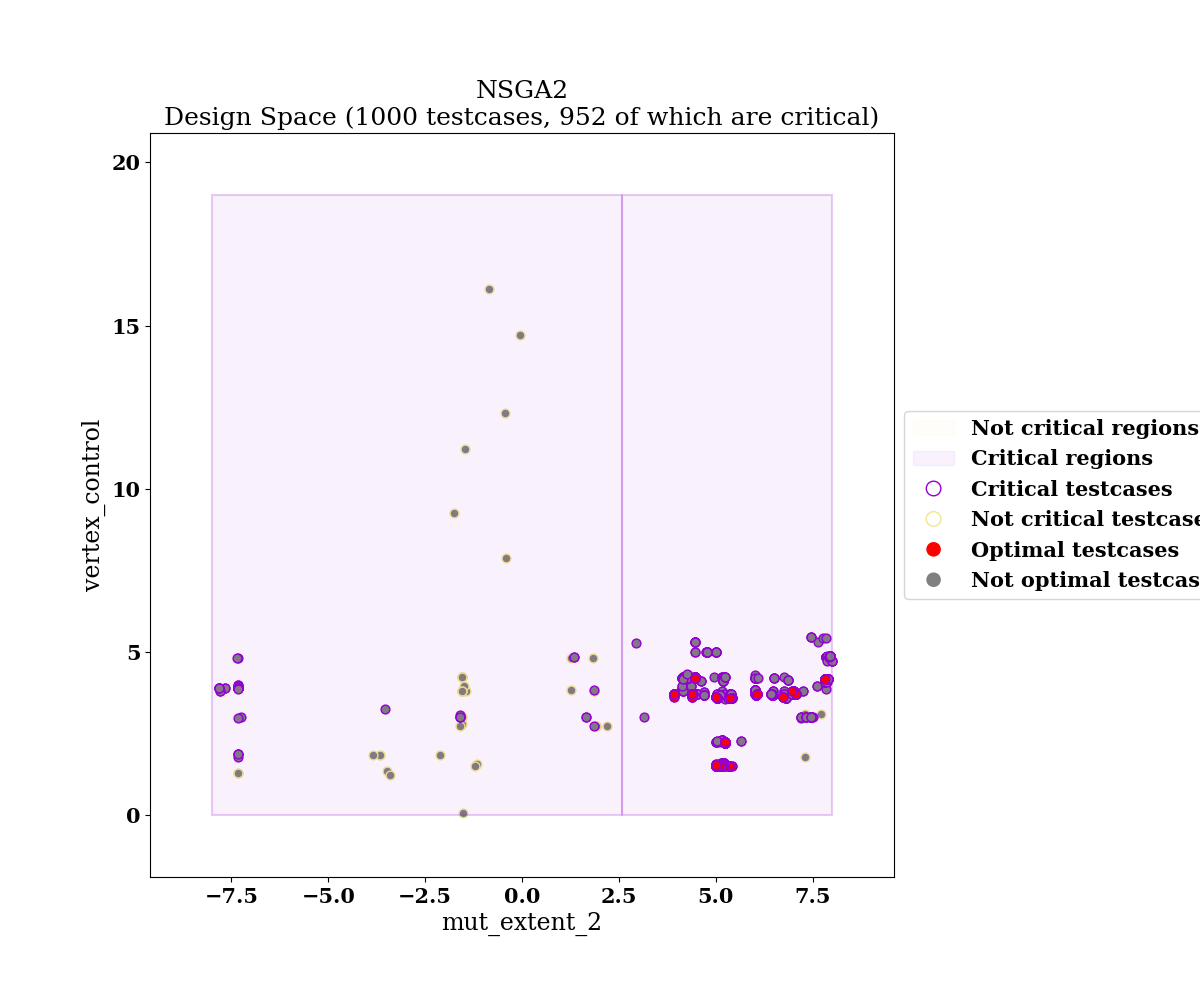 NSGA2
Design Space (1000 testcases, 952 of which are critical)
20
15
10
5
0
vertex_control
−7.5 −5.0 −2.5 0.0 2.5 5.0 7.5
mut_extent_2
Not critical regions
Critical regions
Critical testcases
Not critical testcase
Optimal testcases
Not optimal testcas